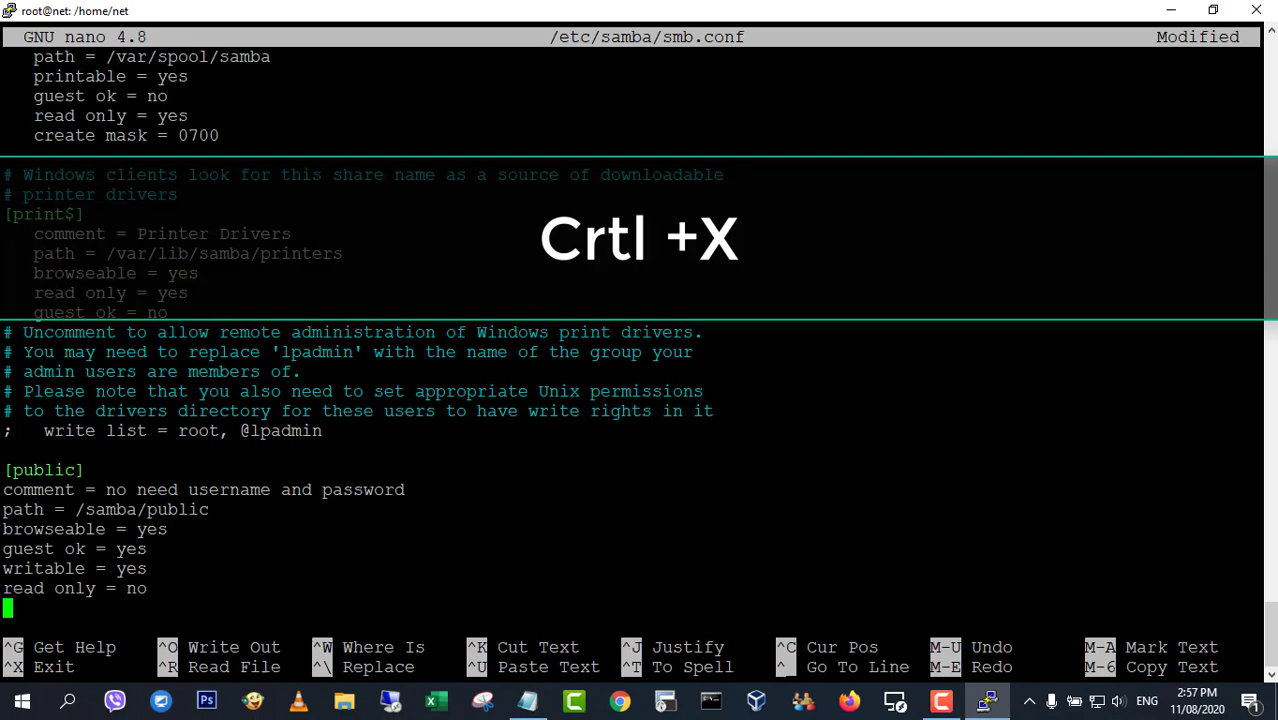 root@net: /home/net
GNU nano 4.8 /etc/samba/smb.conf Modified
path = /var/spool/samba
printable = yes
guest ok = no
read only = yes
create mask = 0700
# Windows clients look for this share name as a source of downloadable
# printer drivers
[print$]
comment = Printer Drivers
path = /var/lib/samba/printers
browseable = yes
read only = yes
guest ok = no
Crtl +X
# Uncomment to allow remote administration of Windows print drivers.
# You may need to replace 'lpadmin' with the name of the group your
# admin users are members of.
# Please note that you also need to set appropriate Unix permissions
# to the drivers directory for these users to have write rights in it
; write list = root, @lpadmin
[public]
comment = no need username and password
path = /samba/public
browseable = yes
guest ok = yes
writable = yes
read only = no
^G Get Help ^O Write Out ^W Where Is ^K Cut Text ^J Justify ^C Cur Pos M-U Undo M-A Mark Text
^X Exit ^R Read File ^\ Replace ^U Paste Text ^T To Spell ^_ Go To Line M-E Redo M-6 Copy Text
Ps ENG 2:57 PM
11/08/2020 1